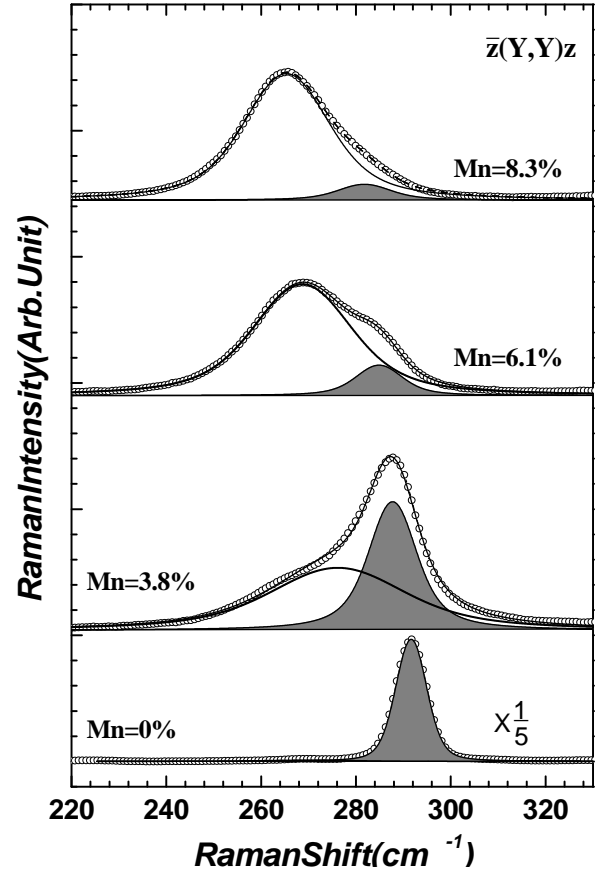 z̄(Y,Y)z
Mn=8.3%
Mn=6.1%
Mn=3.8%
Mn=0%
X 1/5
RamanIntensity(Arb.Unit)
220 240 260 280 300 320
RamanShift(cm⁻¹)